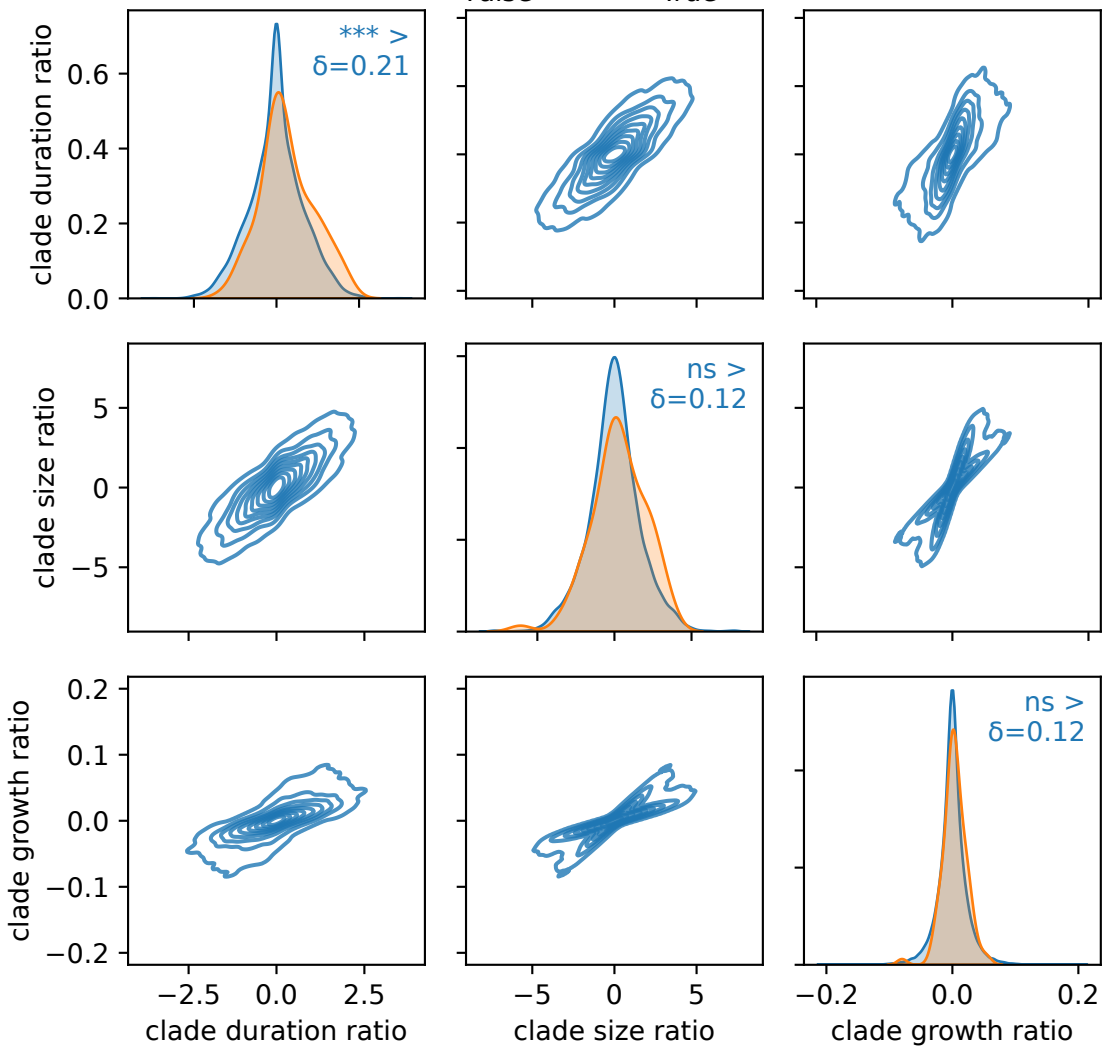 *** >
δ=0.21
clade duration ratio
0.6
0.4
0.2
0.0
ns >
δ=0.12
clade size ratio
5
0
−5
ns >
δ=0.12
clade growth ratio
0.2
0.1
0.0
−0.1
−0.2
−2.5 0.0 2.5 −5 0 5 −0.2 0.0 0.2
clade duration ratio clade size ratio clade growth ratio